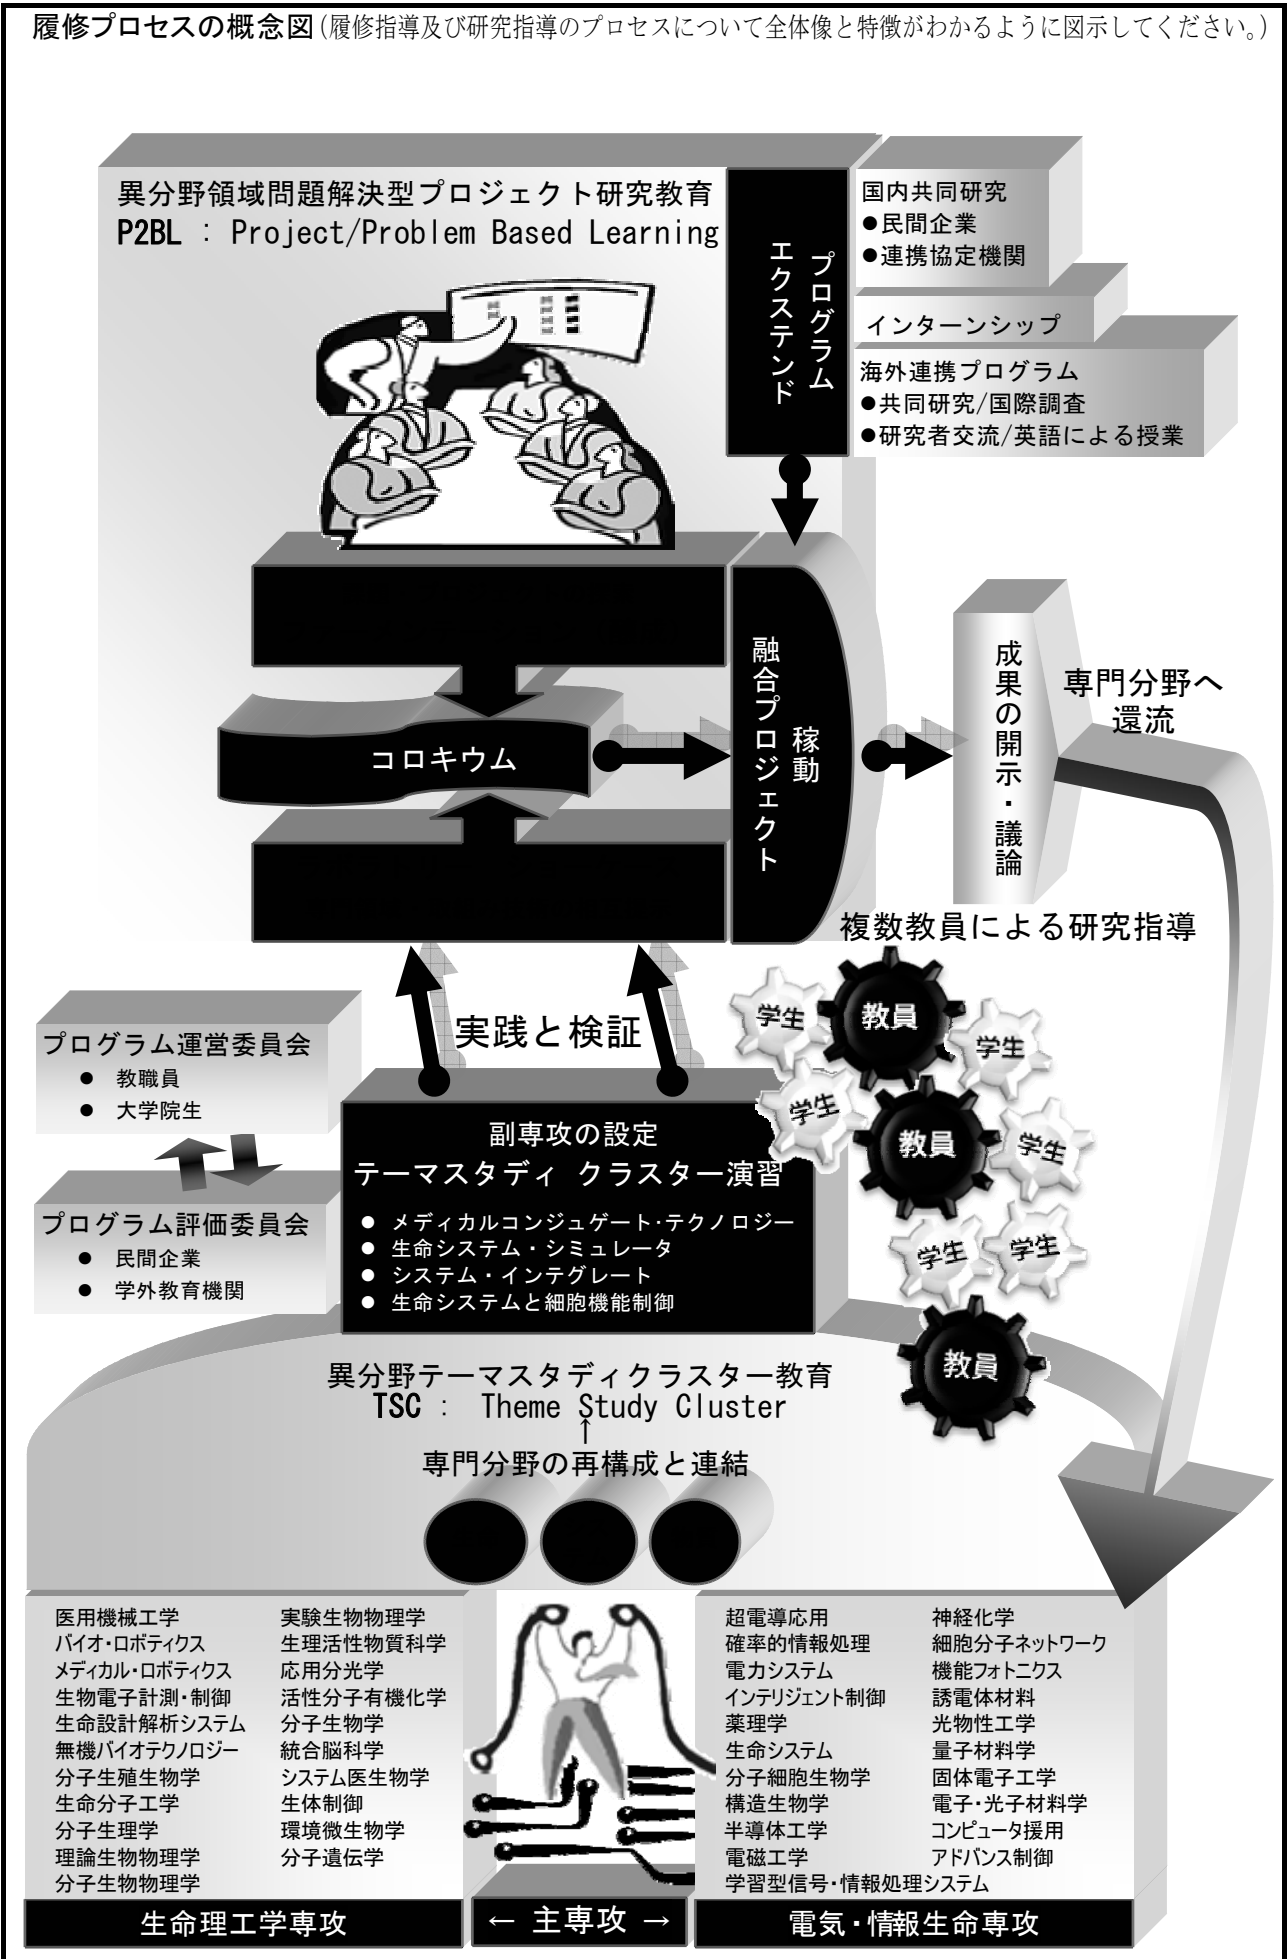 履修プロセスの概念図(履修指導及び研究指導のプロセスについて全体像と特徴がわかるように図示してください。)
異分野領域問題解決型プロジェクト研究教育
P2BL : Project/Problem Based Learning
プログラム
エクステンド
国内共同研究
●民間企業
●連携協定機関
インターンシップ
海外連携プログラム
●共同研究/国際調査
●研究者交流/英語による授業
コロキウム
融合プロジェクト
稼動
成果の開示・議論
専門分野へ
還流
複数教員による研究指導
学生
教員
学生
学生
教員
学生
学生
学生
教員
実践と検証
プログラム運営委員会
● 教職員
● 大学院生
プログラム評価委員会
● 民間企業
● 学外教育機関
副専攻の設定
テーマスタディ クラスター演習
● メディカルコンジュゲート・テクノロジー
● 生命システム・シミュレータ
● システム・インテグレート
● 生命システムと細胞機能制御
異分野テーマスタディクラスター教育
TSC : Theme Study Cluster
↑
専門分野の再構成と連結
医用機械工学
バイオ・ロボティクス
メディカル・ロボティクス
生物電子計測・制御
生命設計解析システム
無機バイオテクノロジー
分子生殖生物学
生命分子工学
分子生理学
理論生物物理学
分子生物物理学
実験生物物理学
生理活性物質科学
応用分光学
活性分子有機化学
分子生物学
統合脳科学
システム医生物学
生体制御
環境微生物学
分子遺伝学
超電導応用
確率的情報処理
電力システム
インテリジェント制御
薬理学
生命システム
分子細胞生物学
構造生物学
半導体工学
電磁工学
学習型信号・情報処理システム
神経化学
細胞分子ネットワーク
機能フォトニクス
誘電体材料
光物性工学
量子材料学
固体電子工学
電子・光子材料学
コンピュータ援用
アドバンス制御
生命理工学専攻
← 主専攻 →
電気・情報生命専攻